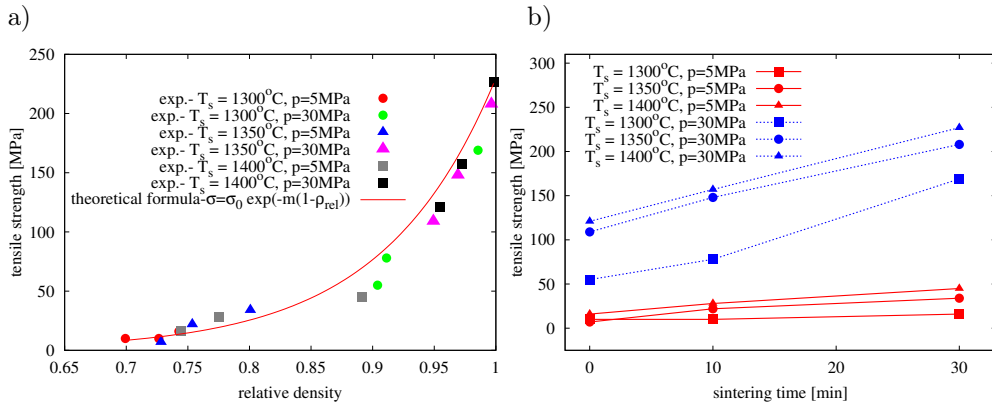 a)
tensile strength [MPa]
250
200
150
100
50
0
0.65 0.7 0.75 0.8 0.85 0.9 0.95 1
relative density
exp.- Ts = 1300°C, p=5MPa
exp.- Ts = 1300°C, p=30MPa
exp.- Ts = 1350°C, p=5MPa
exp.- Ts = 1350°C, p=30MPa
exp.- Ts = 1400°C, p=5MPa
exp.- Ts = 1400°C, p=30MPa
theoretical formula-σ=σ0 exp(-m(1-ρrel))
b)
tensile strength [MPa]
300
250
200
150
100
50
0
0 10 20 30
sintering time [min]
Ts = 1300°C, p=5MPa
Ts = 1350°C, p=5MPa
Ts = 1400°C, p=5MPa
Ts = 1300°C, p=30MPa
Ts = 1350°C, p=30MPa
Ts = 1400°C, p=30MPa